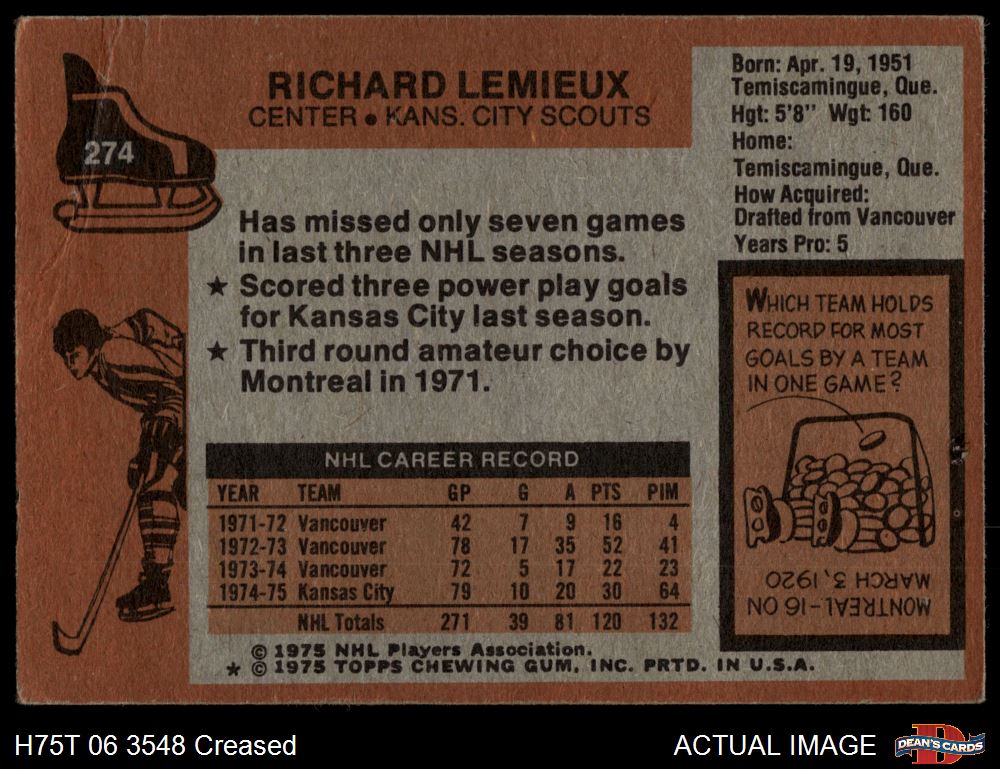 274
RICHARD LEMIEUX
CENTER • KANS. CITY SCOUTS
Born: Apr. 19, 1951
Temiscamingue, Que.
Hgt: 5'8" Wgt: 160
Home:
Temiscamingue, Que.
How Acquired:
Drafted from Vancouver
Years Pro: 5
Has missed only seven games
in last three NHL seasons.
★ Scored three power play goals
for Kansas City last season.
★ Third round amateur choice by
Montreal in 1971.
WHICH TEAM HOLDS
RECORD FOR MOST
GOALS BY A TEAM
IN ONE GAME?
MONTREAL-16 ON
MARCH 3, 1920
NHL CAREER RECORD
YEAR TEAM GP G A PTS PIM
1971-72 Vancouver 42 7 9 16 4
1972-73 Vancouver 78 17 35 52 41
1973-74 Vancouver 72 5 17 22 23
1974-75 Kansas City 79 10 20 30 64
NHL Totals 271 39 81 120 132
© 1975 NHL Players Association.
★ © 1975 TOPPS CHEWING GUM, INC. PRTD. IN U.S.A.
H75T 06 3548 Creased
ACTUAL IMAGE
D
DEAN'S CARDS